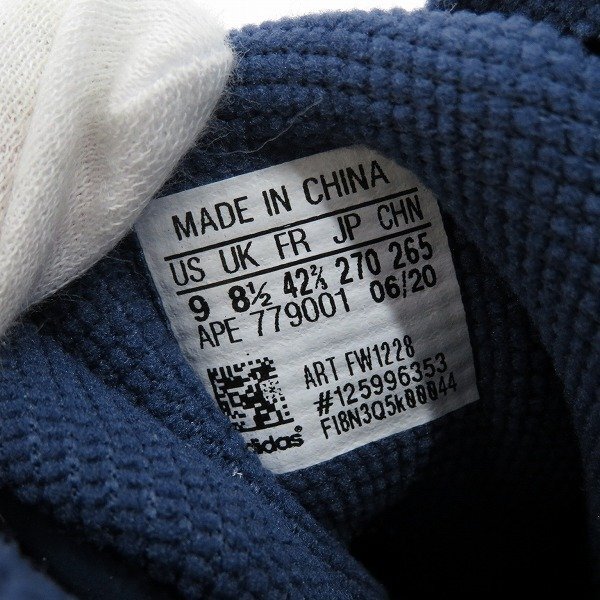 MADE IN CHINA
US UK FR JP CHN
9 8½ 42⅔ 270 265
APE 779001 06/20
ART FW1228
#125996353
F18N3Q5k00044
adidas